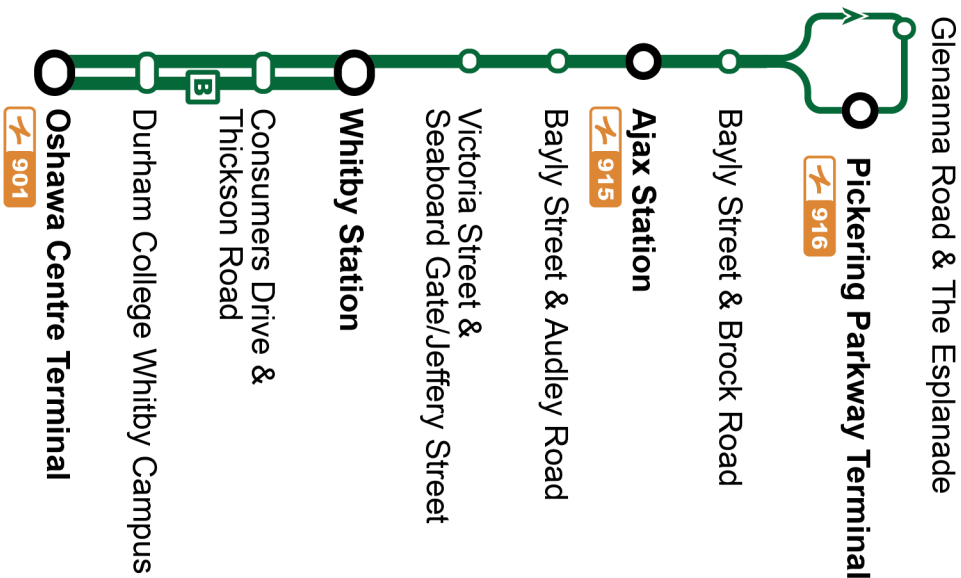 Glenanna Road & The Esplanade
Pickering Parkway Terminal
916
Bayly Street & Brock Road
Ajax Station
915
Bayly Street & Audley Road
Victoria Street &
Seaboard Gate/Jeffery Street
Whitby Station
Consumers Drive &
Thickson Road
B
Durham College Whitby Campus
Oshawa Centre Terminal
901